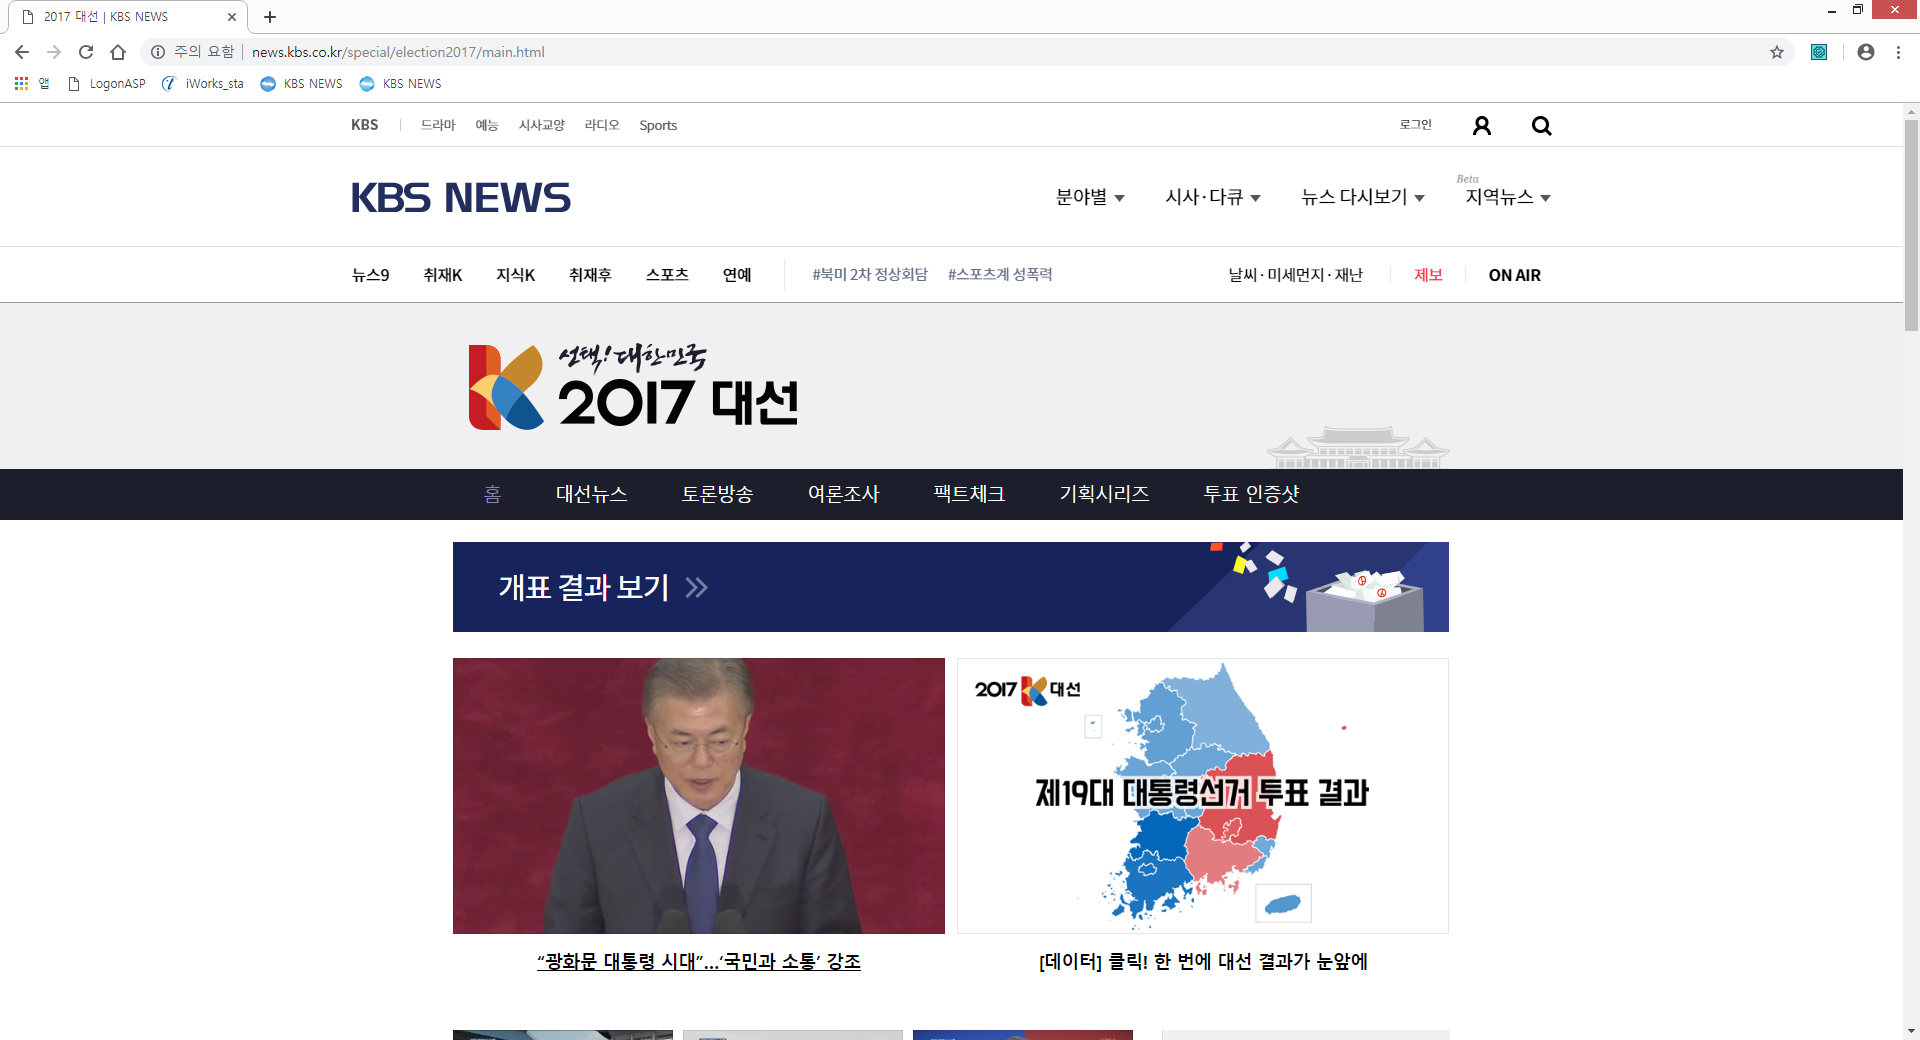 2017 대선 | KBS NEWS
주의 요함 | news.kbs.co.kr/special/election2017/main.html
앱 LogonASP iWorks_sta KBS NEWS KBS NEWS
KBS 드라마 예능 시사교양 라디오 Sports 로그인
KBS NEWS
분야별 시사·다큐 뉴스 다시보기 Beta 지역뉴스
뉴스9 취재K 지식K 취재후 스포츠 연예 #북미 2차 정상회담 #스포츠계 성폭력 날씨·미세먼지·재난 제보 ON AIR
선택! 대한민국
2017 대선
홈 대선뉴스 토론방송 여론조사 팩트체크 기획시리즈 투표 인증샷
개표 결과 보기
2017 대선
제19대 대통령선거 투표 결과
“광화문 대통령 시대”...‘국민과 소통’ 강조
[데이터] 클릭! 한 번에 대선 결과가 눈앞에